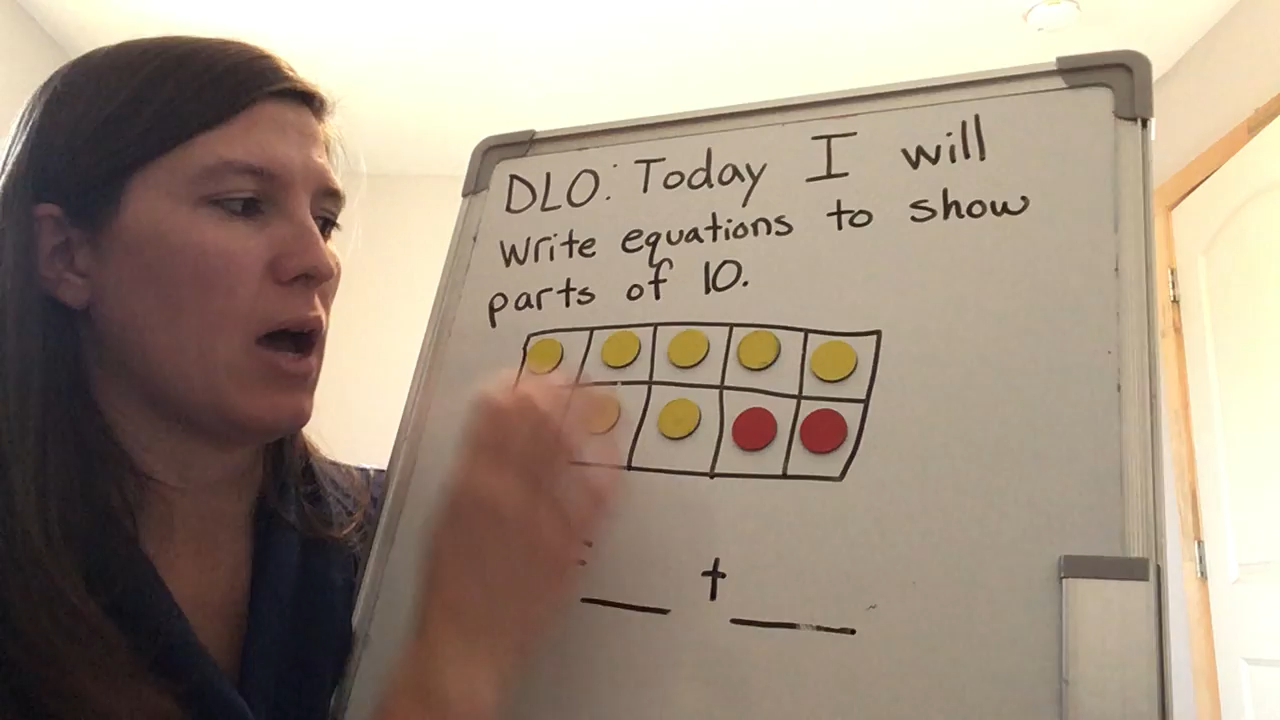 DLO: Today I will
write equations to show
parts of 10.
= __ + __